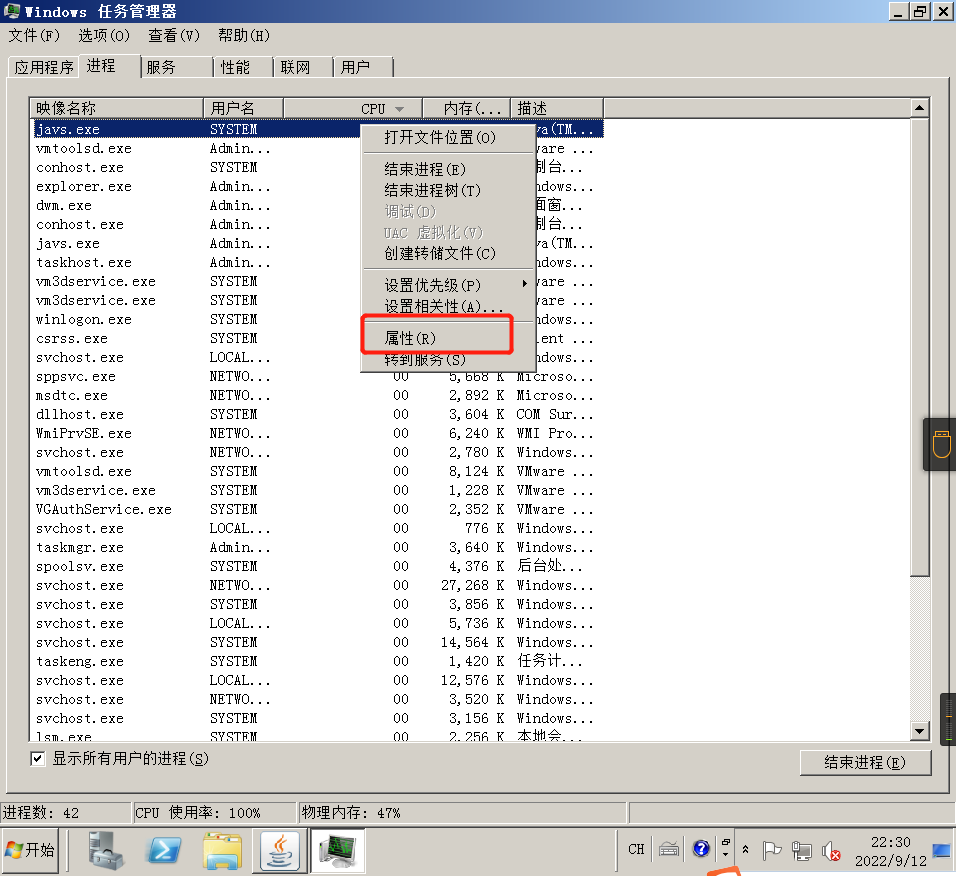 Windows 任务管理器
文件(F) 选项(O) 查看(V) 帮助(H)
应用程序 进程 服务 性能 联网 用户
映像名称 用户名 CPU 内存(... 描述
javs.exe SYSTEM va(TM...
vmtoolsd.exe Admin... ware ...
conhost.exe SYSTEM 制台...
explorer.exe Admin... ndows...
dwm.exe Admin... 面窗...
conhost.exe Admin... 制台...
javs.exe Admin... va(TM...
taskhost.exe Admin... ndows...
vm3dservice.exe SYSTEM ware ...
vm3dservice.exe SYSTEM ware ...
winlogon.exe SYSTEM ndows...
csrss.exe SYSTEM ient ...
svchost.exe LOCAL... ndows...
sppsvc.exe NETWO... 00 5,668 K Microso...
msdtc.exe NETWO... 00 2,892 K Microso...
dllhost.exe SYSTEM 00 3,604 K COM Sur...
WmiPrvSE.exe NETWO... 00 6,240 K WMI Pro...
svchost.exe NETWO... 00 2,780 K Windows...
vmtoolsd.exe SYSTEM 00 8,124 K VMware ...
vm3dservice.exe SYSTEM 00 1,228 K VMware ...
VGAuthService.exe SYSTEM 00 2,352 K VMware ...
svchost.exe LOCAL... 00 776 K Windows...
taskmgr.exe Admin... 00 3,640 K Windows...
spoolsv.exe SYSTEM 00 4,376 K 后台处...
svchost.exe NETWO... 00 27,268 K Windows...
svchost.exe SYSTEM 00 3,856 K Windows...
svchost.exe LOCAL... 00 5,736 K Windows...
svchost.exe SYSTEM 00 14,564 K Windows...
taskeng.exe SYSTEM 00 1,420 K 任务计...
svchost.exe LOCAL... 00 12,576 K Windows...
svchost.exe NETWO... 00 3,520 K Windows...
svchost.exe SYSTEM 00 3,156 K Windows...
lsm.exe SYSTEM 00 2,256 K 本地会...
打开文件位置(O)
结束进程(E)
结束进程树(T)
调试(D)
UAC 虚拟化(V)
创建转储文件(C)
设置优先级(P)
设置相关性(A)...
属性(R)
转到服务(S)
显示所有用户的进程(S)
结束进程(E)
进程数: 42 CPU 使用率: 100% 物理内存: 47%
开始
CH
22:30
2022/9/12